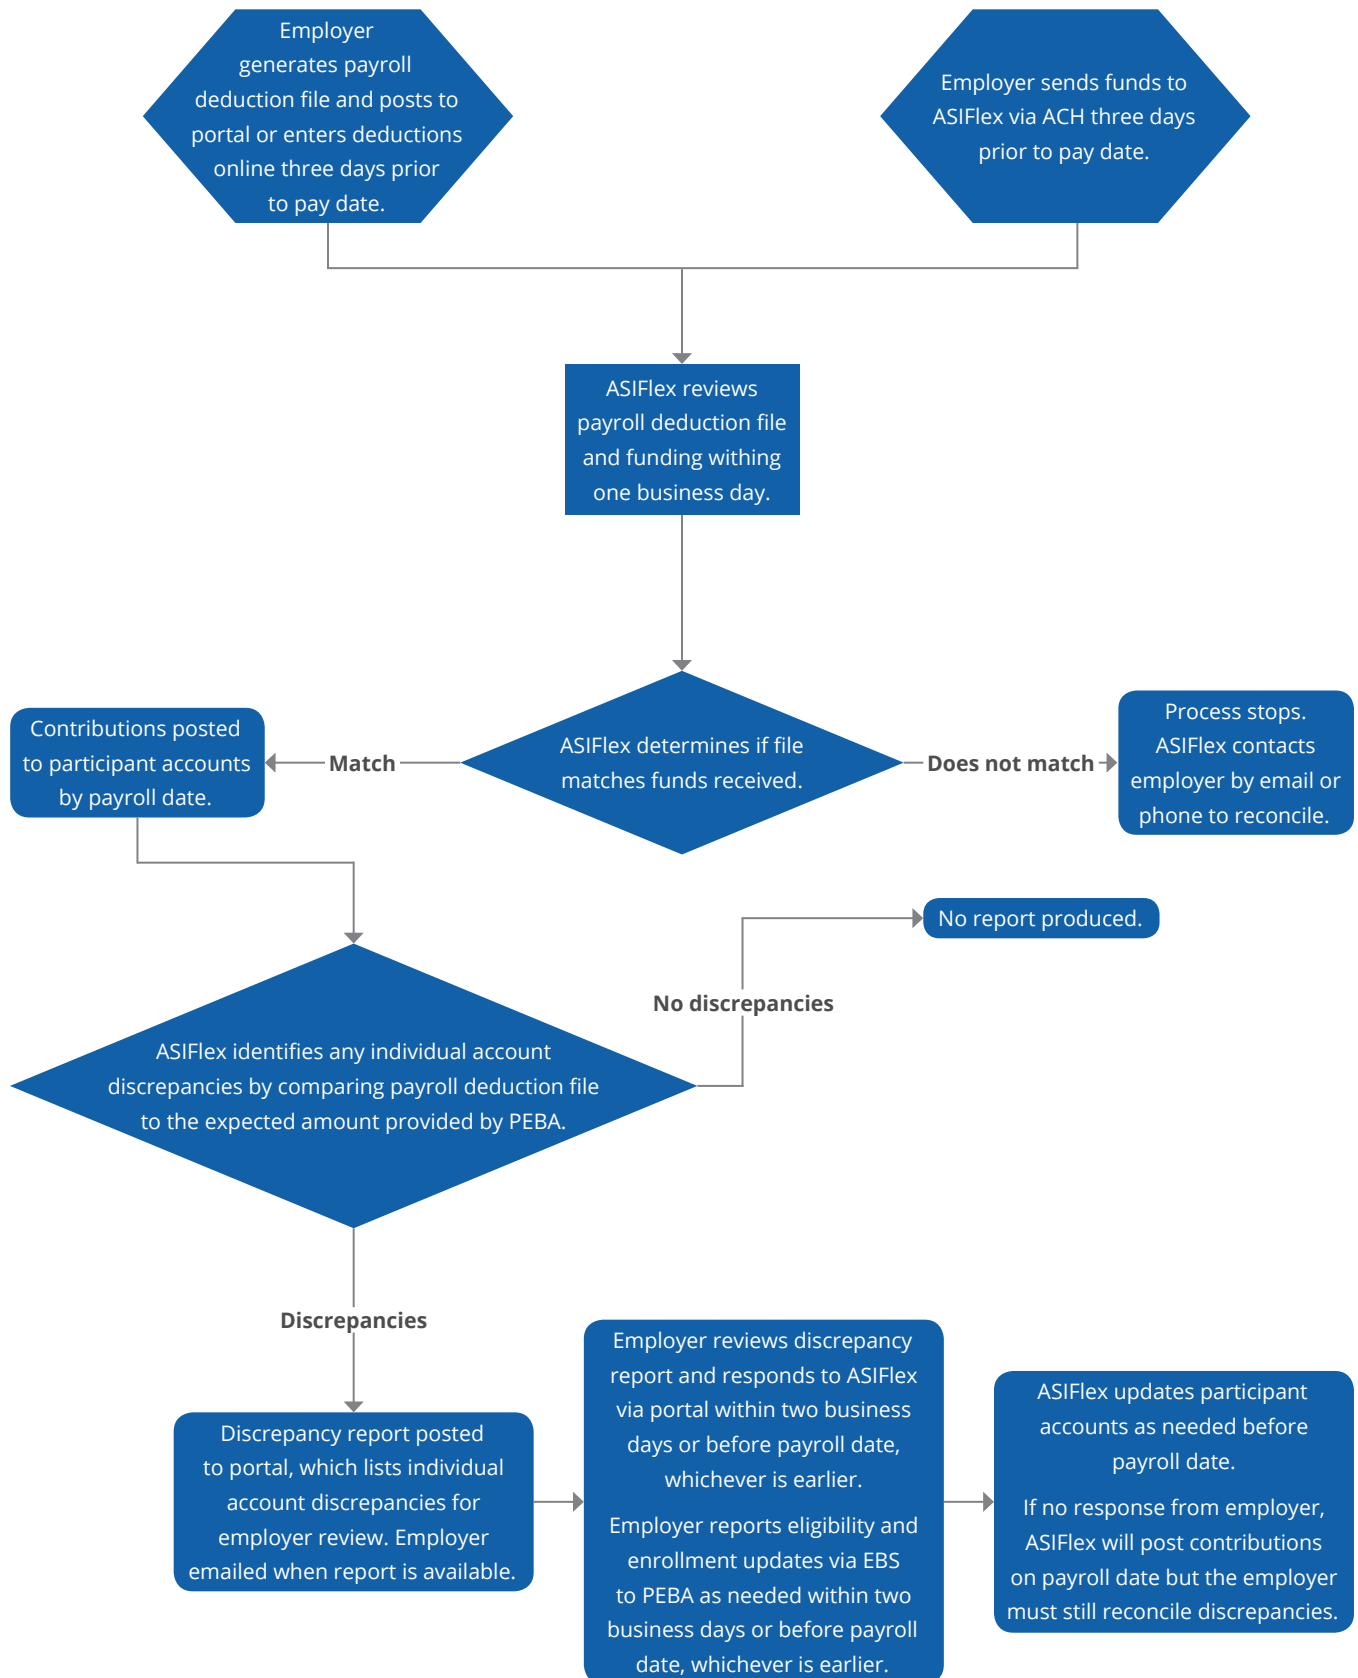 Employer
generates payroll
deduction file and posts to
portal or enters deductions
online three days prior
to pay date.
Employer sends funds to
ASIFlex via ACH three days
prior to pay date.
ASIFlex reviews
payroll deduction file
and funding withing
one business day.
ASIFlex determines if file
matches funds received.
Match
Does not match
Contributions posted
to participant accounts
by payroll date.
Process stops.
ASIFlex contacts
employer by email or
phone to reconcile.
No report produced.
No discrepancies
ASIFlex identifies any individual account
discrepancies by comparing payroll deduction file
to the expected amount provided by PEBA.
Discrepancies
Discrepancy report posted
to portal, which lists individual
account discrepancies for
employer review. Employer
emailed when report is available.
Employer reviews discrepancy
report and responds to ASIFlex
via portal within two business
days or before payroll date,
whichever is earlier.
Employer reports eligibility and
enrollment updates via EBS
to PEBA as needed within two
business days or before payroll
date, whichever is earlier.
ASIFlex updates participant
accounts as needed before
payroll date.
If no response from employer,
ASIFlex will post contributions
on payroll date but the employer
must still reconcile discrepancies.